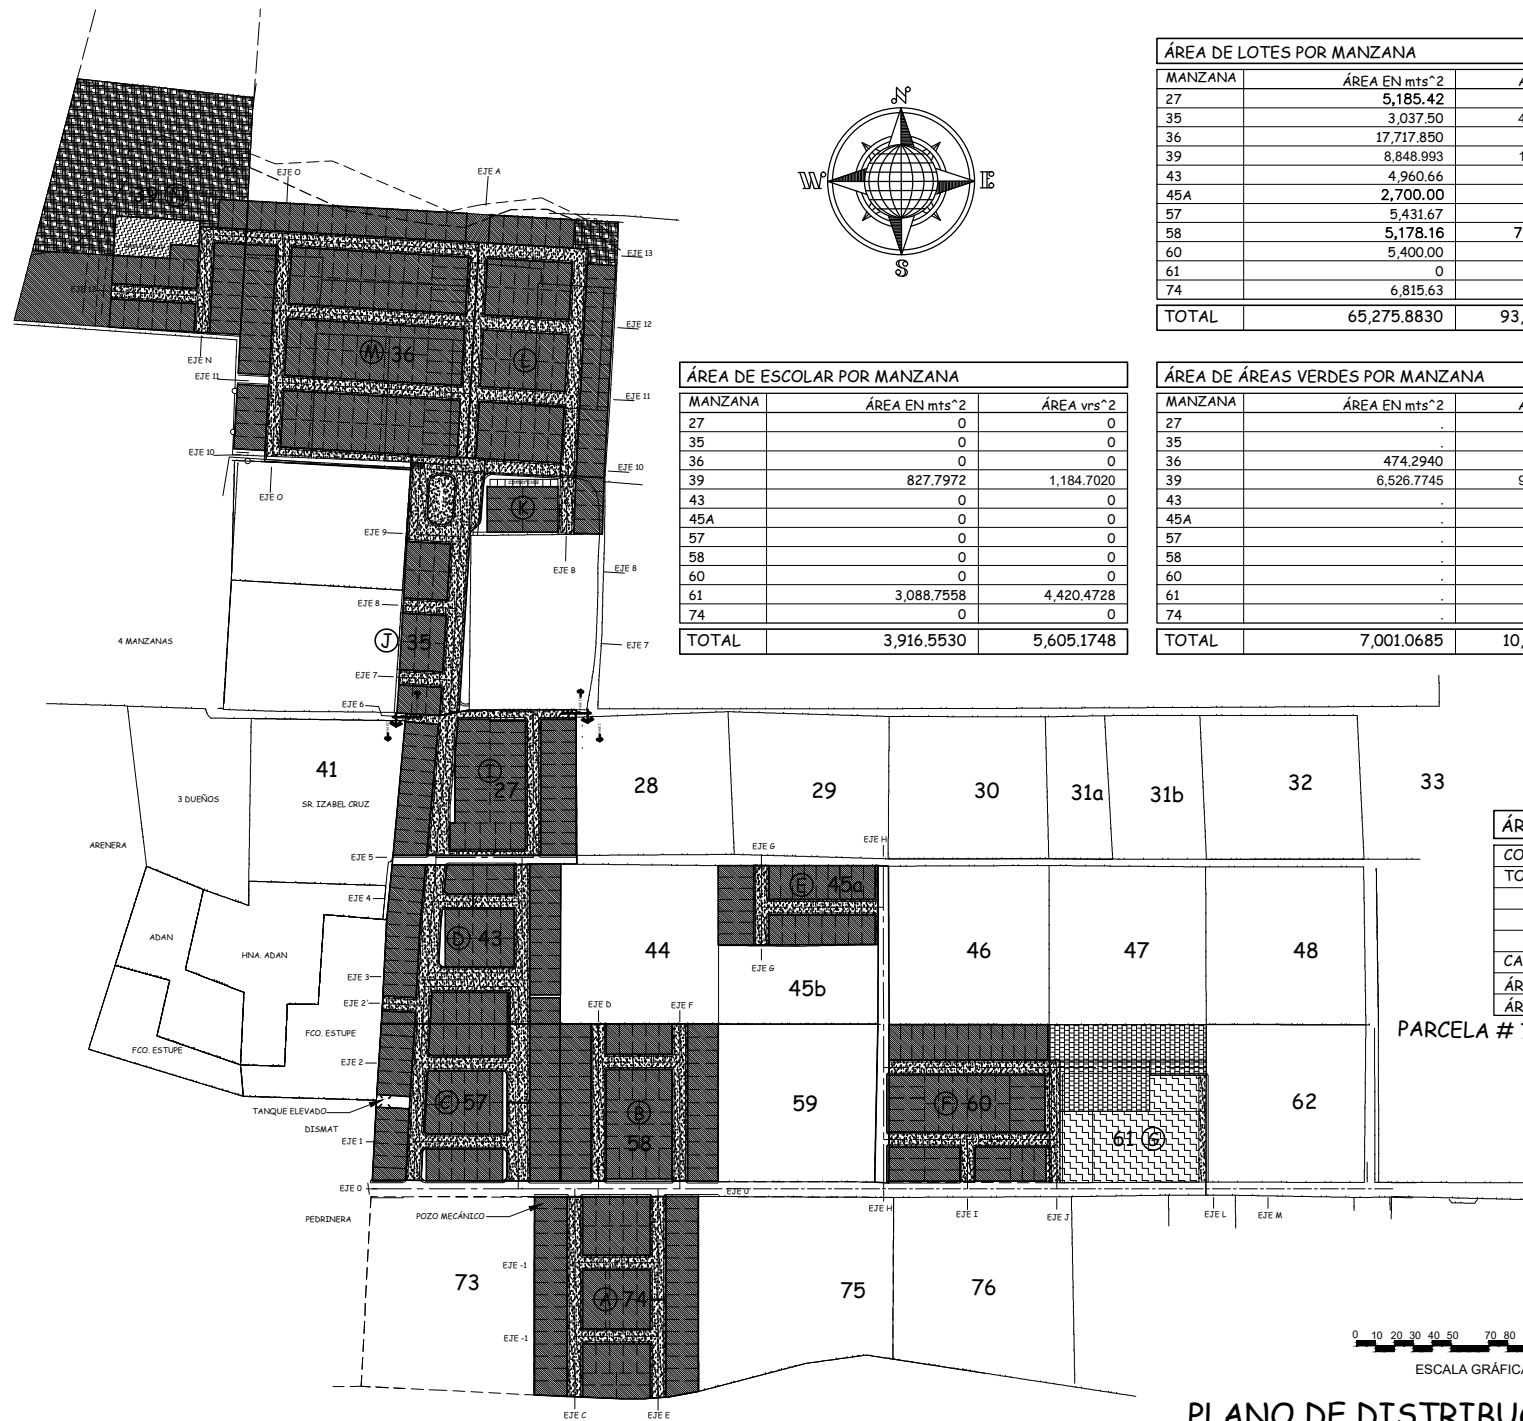 N
W
E
S
ÁREA DE LOTES POR MANZANA
MANZANA ÁREA EN mts^2
27 5,185.42
35 3,037.50
36 17,717.850
39 8,848.993
43 4,960.66
45A 2,700.00
57 5,431.67
58 5,178.16
60 5,400.00
61 0
74 6,815.63
TOTAL 65,275.8830 93,
ÁREA DE ESCOLAR POR MANZANA
MANZANA ÁREA EN mts^2 ÁREA vrs^2
27 0 0
35 0 0
36 0 0
39 827.7972 1,184.7020
43 0 0
45A 0 0
57 0 0
58 0 0
60 0 0
61 3,088.7558 4,420.4728
74 0 0
TOTAL 3,916.5530 5,605.1748
ÁREA DE ÁREAS VERDES POR MANZANA
MANZANA ÁREA EN mts^2
27 .
35 .
36 474.2940
39 6,526.7745
43 .
45A .
57 .
58 .
60 .
61 .
74 .
TOTAL 7,001.0685 10,
EJE O
EJE A
EJE 13
EJE 12
EJE 12
EJE N
M 36
L
EJE 11
EJE 11
EJE 10
EJE 10
EJE O
K
EJE 9
EJE B
EJE 8
EJE 8
4 MANZANAS
J 35
EJE 7
EJE 7
EJE 6
41
SR. IZABEL CRUZ
3 DUEÑOS
ARENERA
I
27
28
29
30
31a
31b
32
33
EJE 5
EJE G
EJE H
EJE 4
E 45a
D 43
44
45b
46
47
48
ADAN
HNA. ADAN
EJE 3
EJE 2'
EJE G
EJE D
EJE F
FCO. ESTUPE
FCO. ESTUPE
EJE 2
C 57
B
58
59
F 60
61 G
62
TANQUE ELEVADO
DISMAT
EJE 1
EJE 0
EJE 0
PEDRINERA
POZO MECÁNICO
EJE H
EJE I
EJE J
EJE L
EJE M
EJE -1
73
A 74
75
76
EJE -1
EJE C
EJE E
ÁR
CO
TO
CA
ÁR
ÁR
PARCELA #
0 10 20 30 40 50 70 80
ESCALA GRÁFICA
PLANO DE DISTRIBU